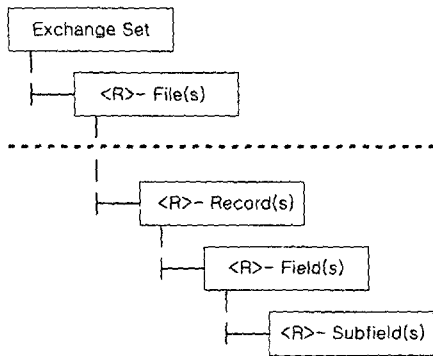 Exchange Set
<R>- File(s)
<R>- Record(s)
<R>- Field(s)
<R>- Subfield(s)